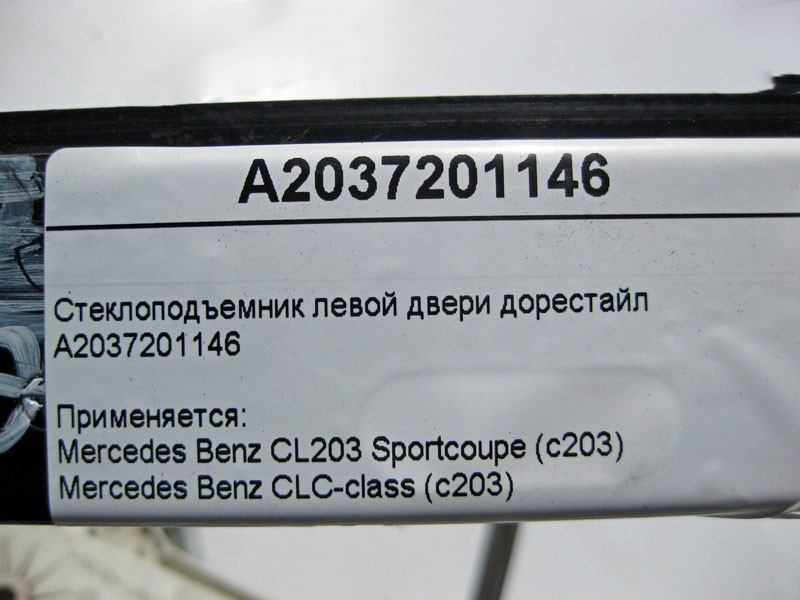 A2037201146
Стеклоподъемник левой двери дорестайл
A2037201146
Применяется:
Mercedes Benz CL203 Sportcoupe (c203)
Mercedes Benz CLC-class (c203)